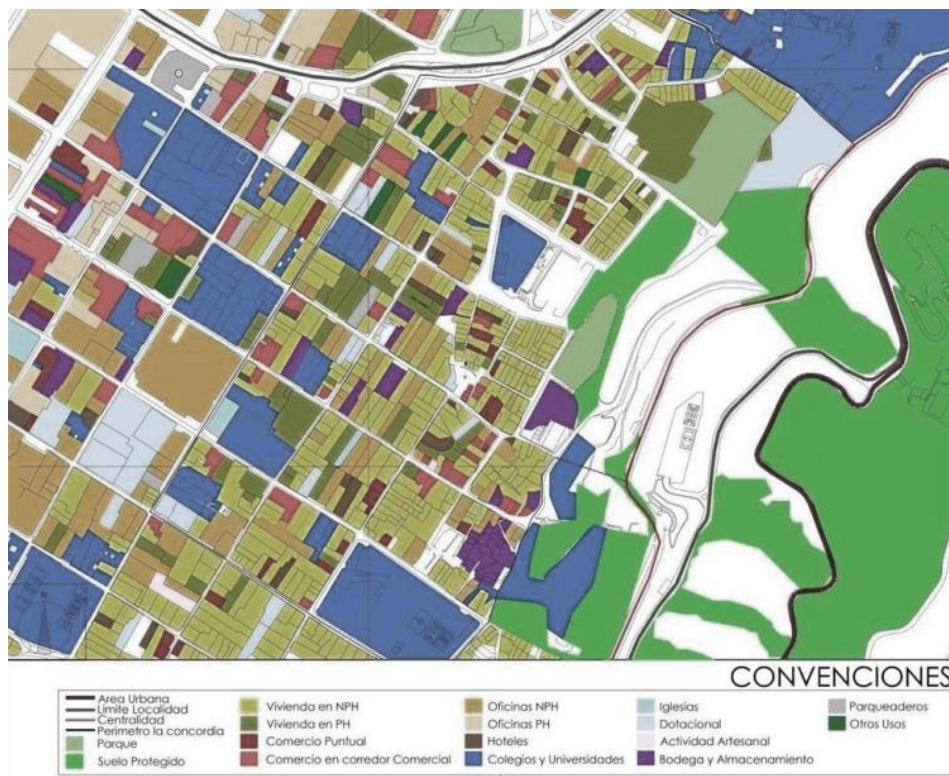 CONVENCIONES
Area Urbana
Límite Localidad
Centralidad
Perimetro la concordia
Parque
Suelo Protegido
Vivienda en NPH
Vivienda en PH
Comercio Puntual
Comercio en corredor Comercial
Oficinas NPH
Oficinas PH
Hoteles
Colegios y Universidades
Iglesias
Dotacional
Actividad Artesanal
Bodega y Almacenamiento
Parqueaderos
Otros Usos